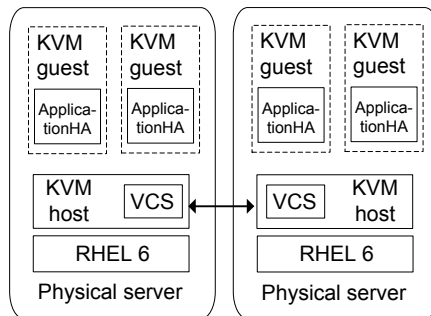 KVM
guest
Applica-
tionHA
KVM
guest
Applica-
tionHA
KVM
host
VCS
RHEL 6
Physical server
KVM
guest
Applica-
tionHA
KVM
guest
Applica-
tionHA
VCS
KVM
host
RHEL 6
Physical server